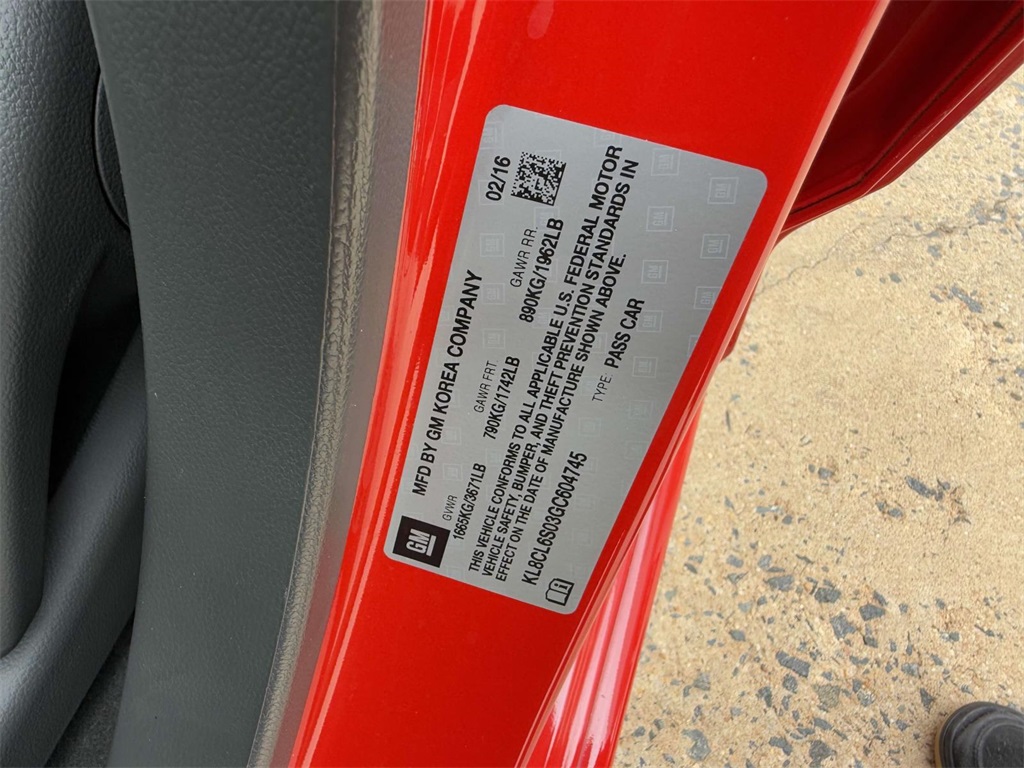 GM
MFD BY GM KOREA COMPANY
02/16
GVWR
GAWR FRT.
GAWR RR.
1665KG/3671LB
790KG/1742LB
890KG/1962LB
THIS VEHICLE CONFORMS TO ALL APPLICABLE U.S. FEDERAL MOTOR
VEHICLE SAFETY, BUMPER, AND THEFT PREVENTION STANDARDS IN
EFFECT ON THE DATE OF MANUFACTURE SHOWN ABOVE.
KL8CL6S03GC604745
TYPE: PASS CAR